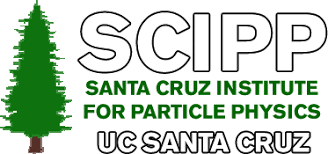 SCIPP
SANTA CRUZ INSTITUTE
FOR PARTICLE PHYSICS
UC SANTA CRUZ